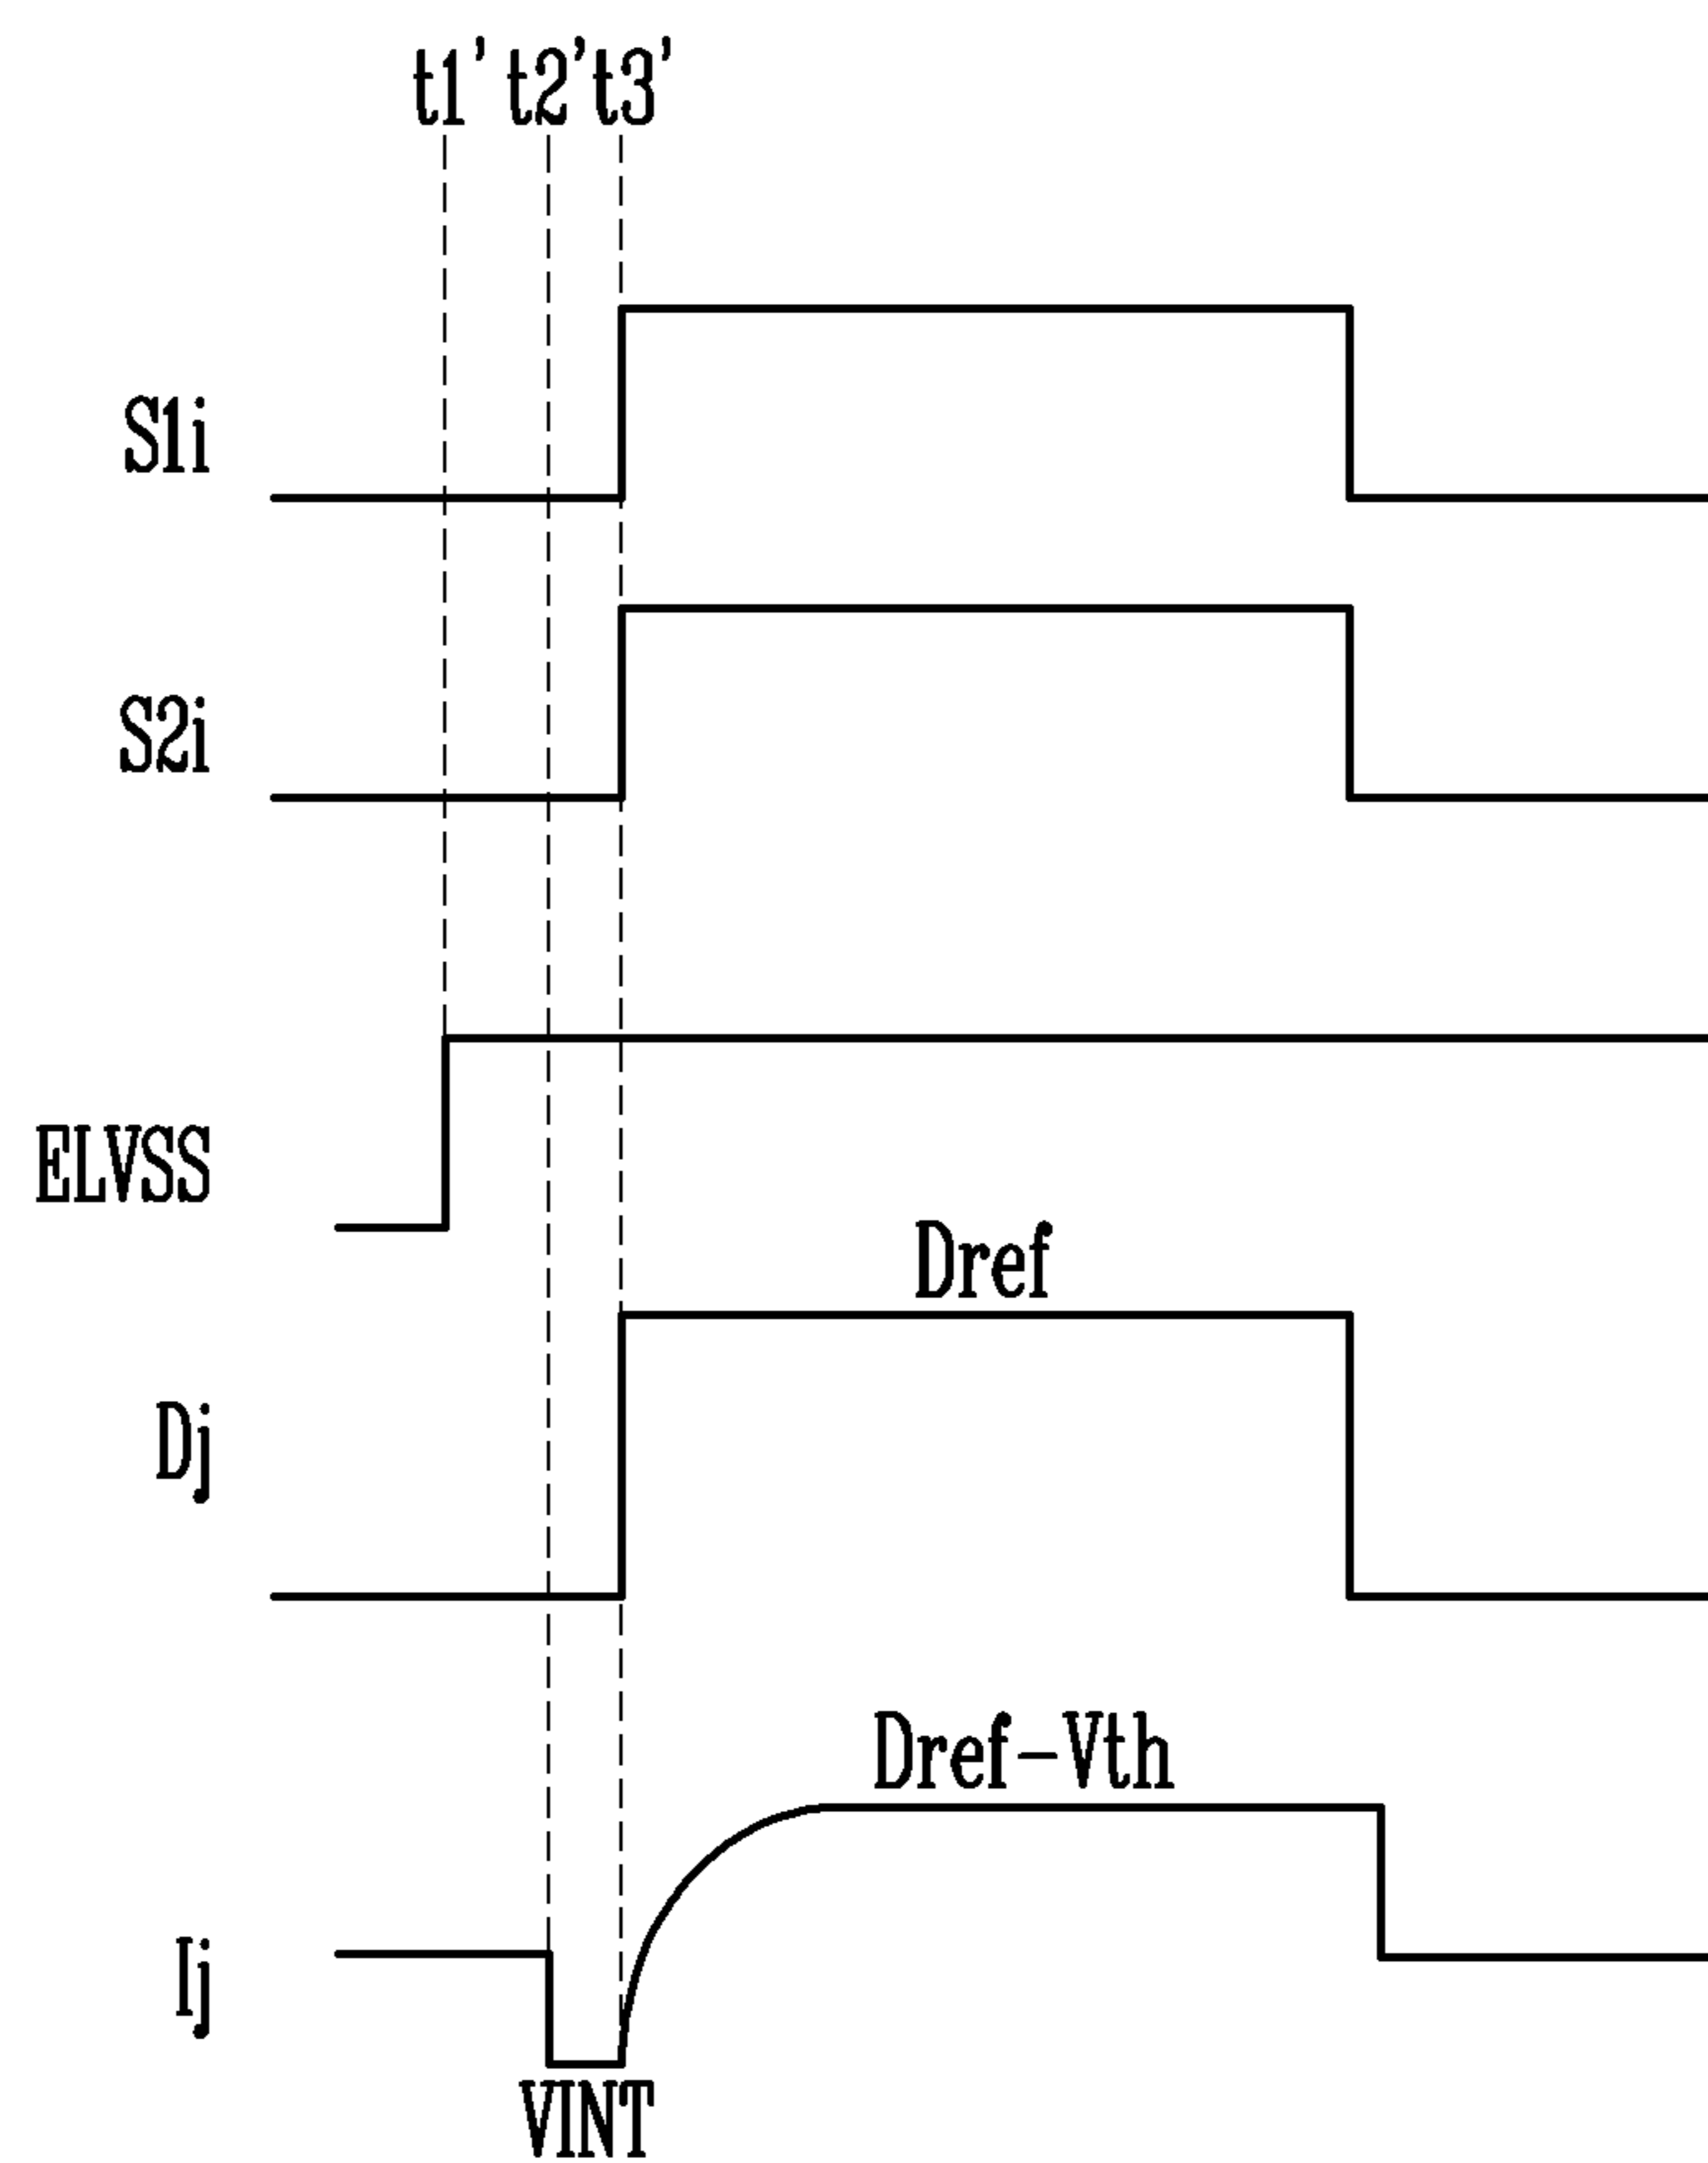 t1' t2' t3'
S1i
S2i
ELVSS
Dref
Dj
Dref-Vth
Ij
VINT